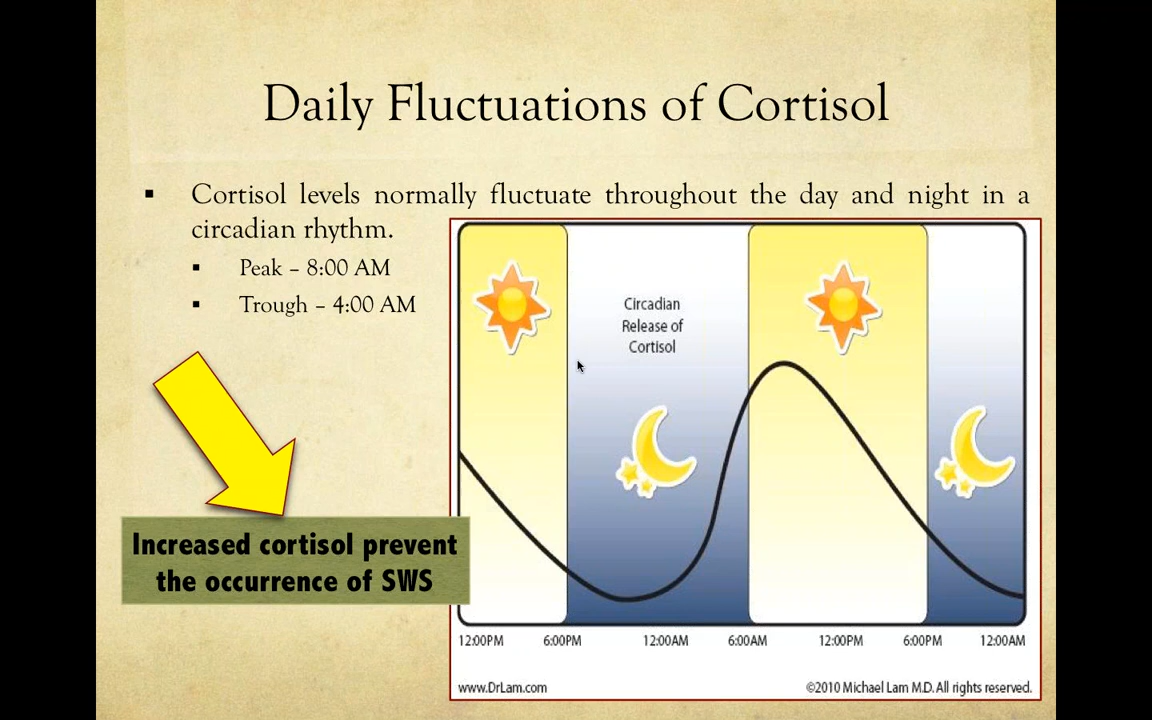 Daily Fluctuations of Cortisol
▪ Cortisol levels normally fluctuate throughout the day and night in a
circadian rhythm.
▪ Peak – 8:00 AM
▪ Trough – 4:00 AM
Increased cortisol prevent
the occurrence of SWS
Circadian
Release of
Cortisol
12:00PM 6:00PM 12:00AM 6:00AM 12:00PM 6:00PM 12:00AM
www.DrLam.com ©2010 Michael Lam M.D. All rights reserved.